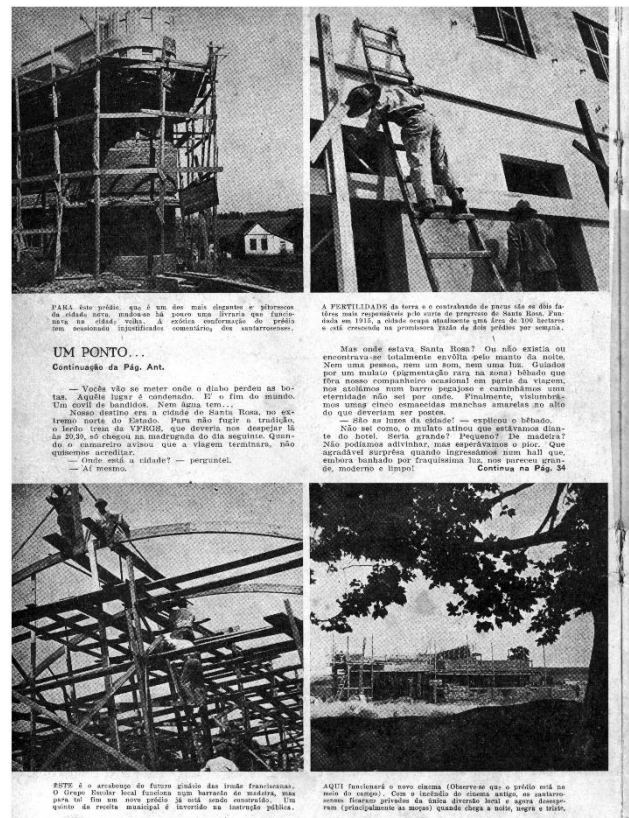 PARA êste prédio, que é um dos mais elegantes e pitorescos
da cidade nova, mudou-se há pouco uma livraria que funcio-
nava na cidade velha. A exótica conformação do prédio
tem ocasionado injustificados comentários dos santarrosenses.
A FERTILIDADE da terra e o contrabando de pneus são os dois fa-
tôres mais responsáveis pelo surto de progresso de Santa Rosa. Fun-
dada em 1915, a cidade ocupa atualmente uma área de 100 hectares
e está crescendo na promissora razão de dois prédios por semana.
UM PONTO...
Continuação da Pág. Ant.
— Vocês vão se meter onde o diabo perdeu as bo-
tas. Aquêle lugar é condenado. E' o fim do mundo.
Um covil de bandidos. Nem água tem...
Nosso destino era a cidade de Santa Rosa, no ex-
tremo norte do Estado. Para não fugir a tradição,
o lerdo trem da VFRGS, que deveria nos despejar lá
às 20,30, só chegou na madrugada do dia seguinte. Quan-
do o camareiro avisou que a viagem terminara, não
quisemos acreditar.
— Onde está a cidade? — perguntei.
— Aí mesmo.
Mas onde estava Santa Rosa? Ou não existia ou
encontrava-se totalmente envôlta pelo manto da noite.
Nem uma pessoa, nem um som, nem uma luz. Guiados
por um mulato (pigmentação rara na zona) bêbado que
fôra nosso companheiro ocasional em parte da viagem,
nos atolámos num barro pegajoso e caminhámos uma
eternidade não sei por onde. Finalmente, vislumbrá-
mos umas cinco esmaecidas manchas amarelas no alto
do que deveriam ser postes.
— São as luzes da cidade! — explicou o bêbado.
Não sei como, o mulato atinou que estávamos dian-
te do hotel. Seria grande? Pequeno? De madeira?
Não podíamos adivinhar, mas esperávamos o pior. Que
agradável surprêsa quando ingressámos num hall que,
embora banhado por fraquíssima luz, nos pareceu gran-
de, moderno e limpo! Continua na Pág. 34
ÊSTE é o arcabouço do futuro ginásio das irmãs franciscanas.
O Grupo Escolar local funciona num barracão de madeira, mas
para tal fim um novo prédio já está sendo construído. Um
quinto da receita municipal é invertido na instrução pública.
AQUI funcionará o novo cinema (Observe-se que o prédio está no
meio do campo). Com o incêndio do cinema antigo, os santarro-
senses ficaram privados da única diversão local e agora desespe-
ram (principalmente as moças) quando chega a noite, negra e triste.